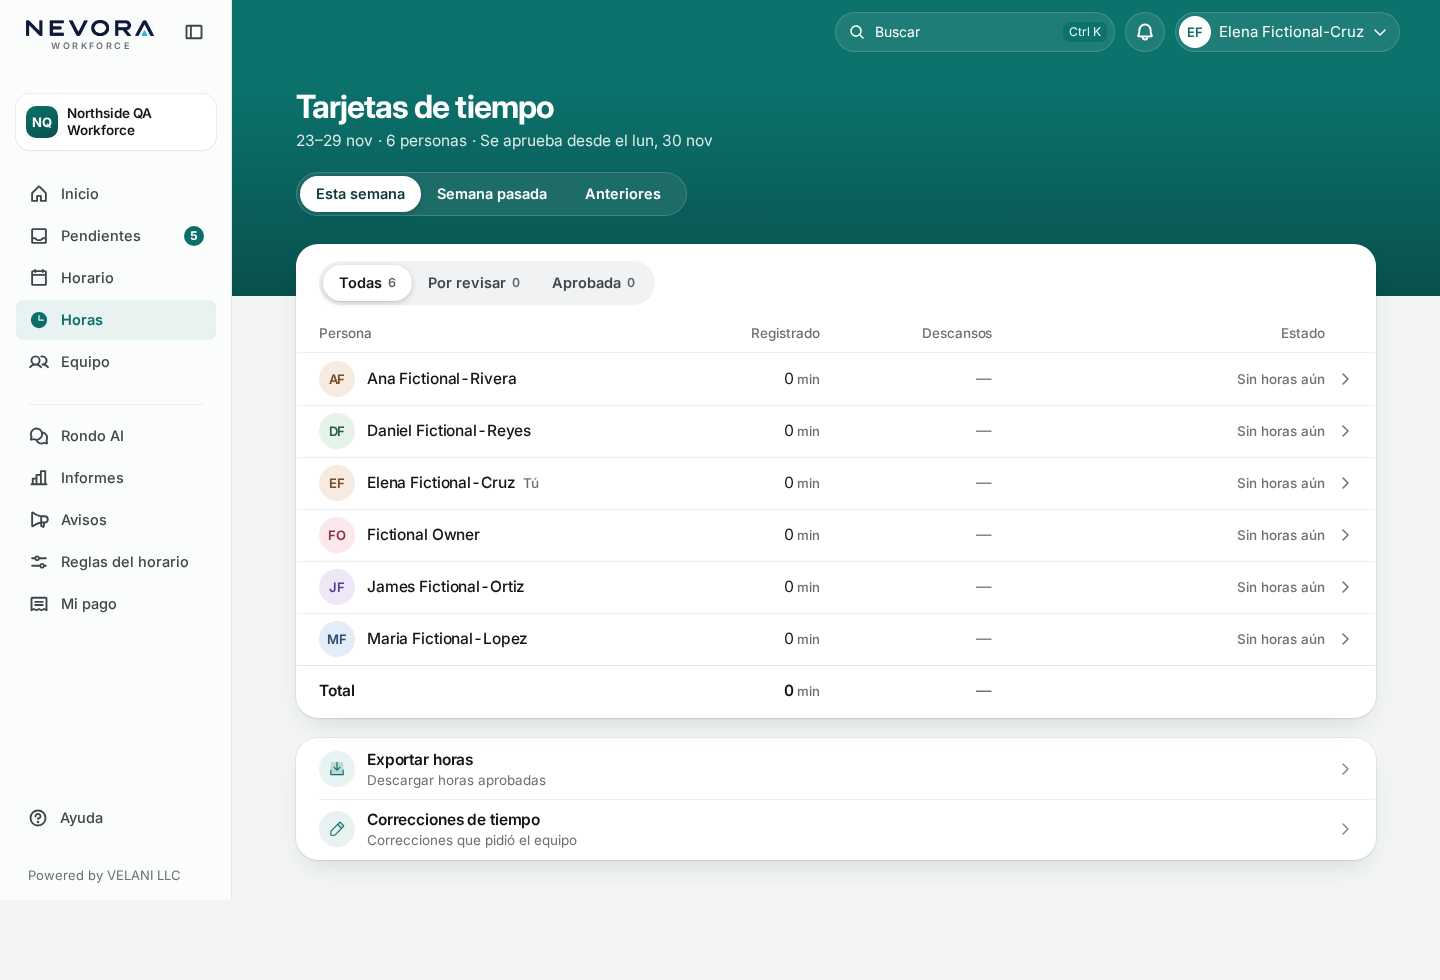 NEVORA
WORKFORCE
NQ
Northside QA
Workforce
Inicio
Pendientes 5
Horario
Horas
Equipo
Rondo AI
Informes
Avisos
Reglas del horario
Mi pago
Ayuda
Powered by VELANI LLC
Buscar Ctrl K
EF Elena Fictional-Cruz
Tarjetas de tiempo
23–29 nov · 6 personas · Se aprueba desde el lun, 30 nov
Esta semana Semana pasada Anteriores
Todas 6 Por revisar 0 Aprobada 0
Persona Registrado Descansos Estado
AF Ana Fictional-Rivera 0 min — Sin horas aún
DF Daniel Fictional-Reyes 0 min — Sin horas aún
EF Elena Fictional-Cruz Tú 0 min — Sin horas aún
FO Fictional Owner 0 min — Sin horas aún
JF James Fictional-Ortiz 0 min — Sin horas aún
MF Maria Fictional-Lopez 0 min — Sin horas aún
Total 0 min —
Exportar horas
Descargar horas aprobadas
Correcciones de tiempo
Correcciones que pidió el equipo